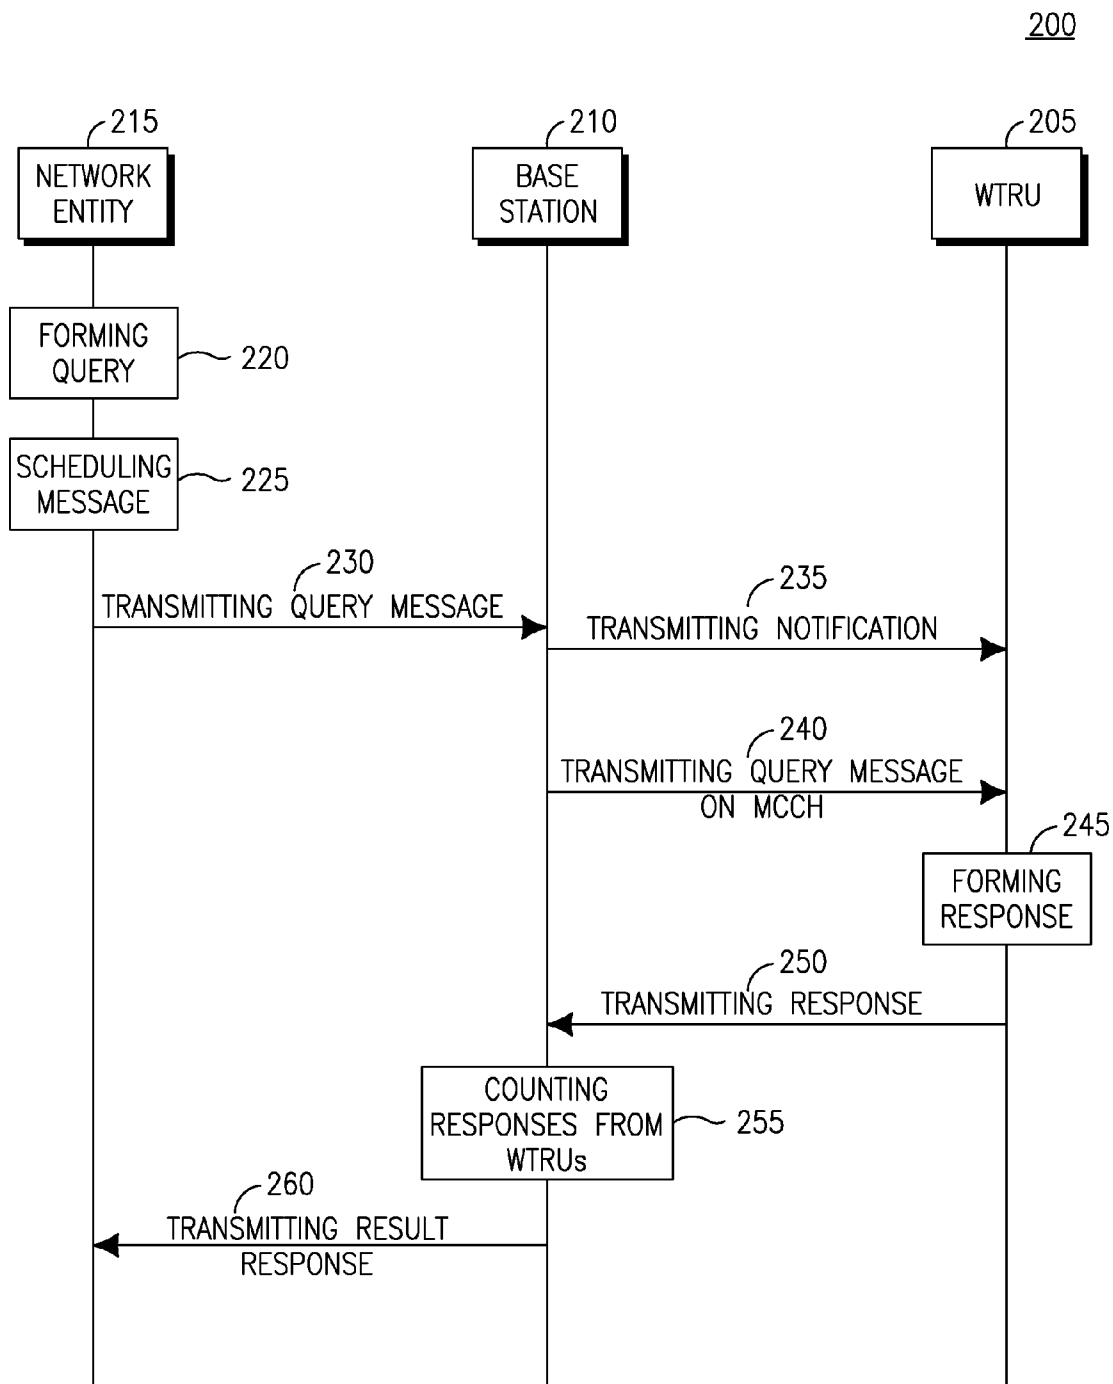 200
215
210
205
NETWORK
ENTITY
BASE
STATION
WTRU
FORMING
QUERY
220
SCHEDULING
MESSAGE
225
230
TRANSMITTING QUERY MESSAGE
235
TRANSMITTING NOTIFICATION
240
TRANSMITTING QUERY MESSAGE
ON MCCH
245
FORMING
RESPONSE
250
TRANSMITTING RESPONSE
COUNTING
RESPONSES FROM
WTRUs
255
260
TRANSMITTING RESULT
RESPONSE